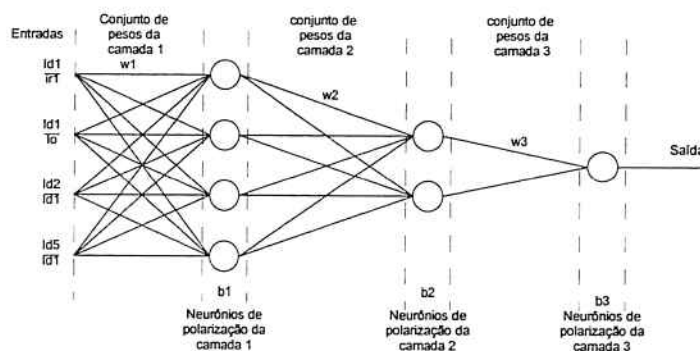 Entradas
Conjunto de
pesos da
camada 1
conjunto de
pesos da
camada 2
conjunto de
pesos da
camada 3
Id1
Ir1
w1
Id1
Io
w2
Id2
Id1
w3
Saída
Id5
Id1
b1
Neurônios de
polarização da
camada 1
b2
Neurônios de
polarização da
camada 2
b3
Neurônios de
polarização da
camada 3